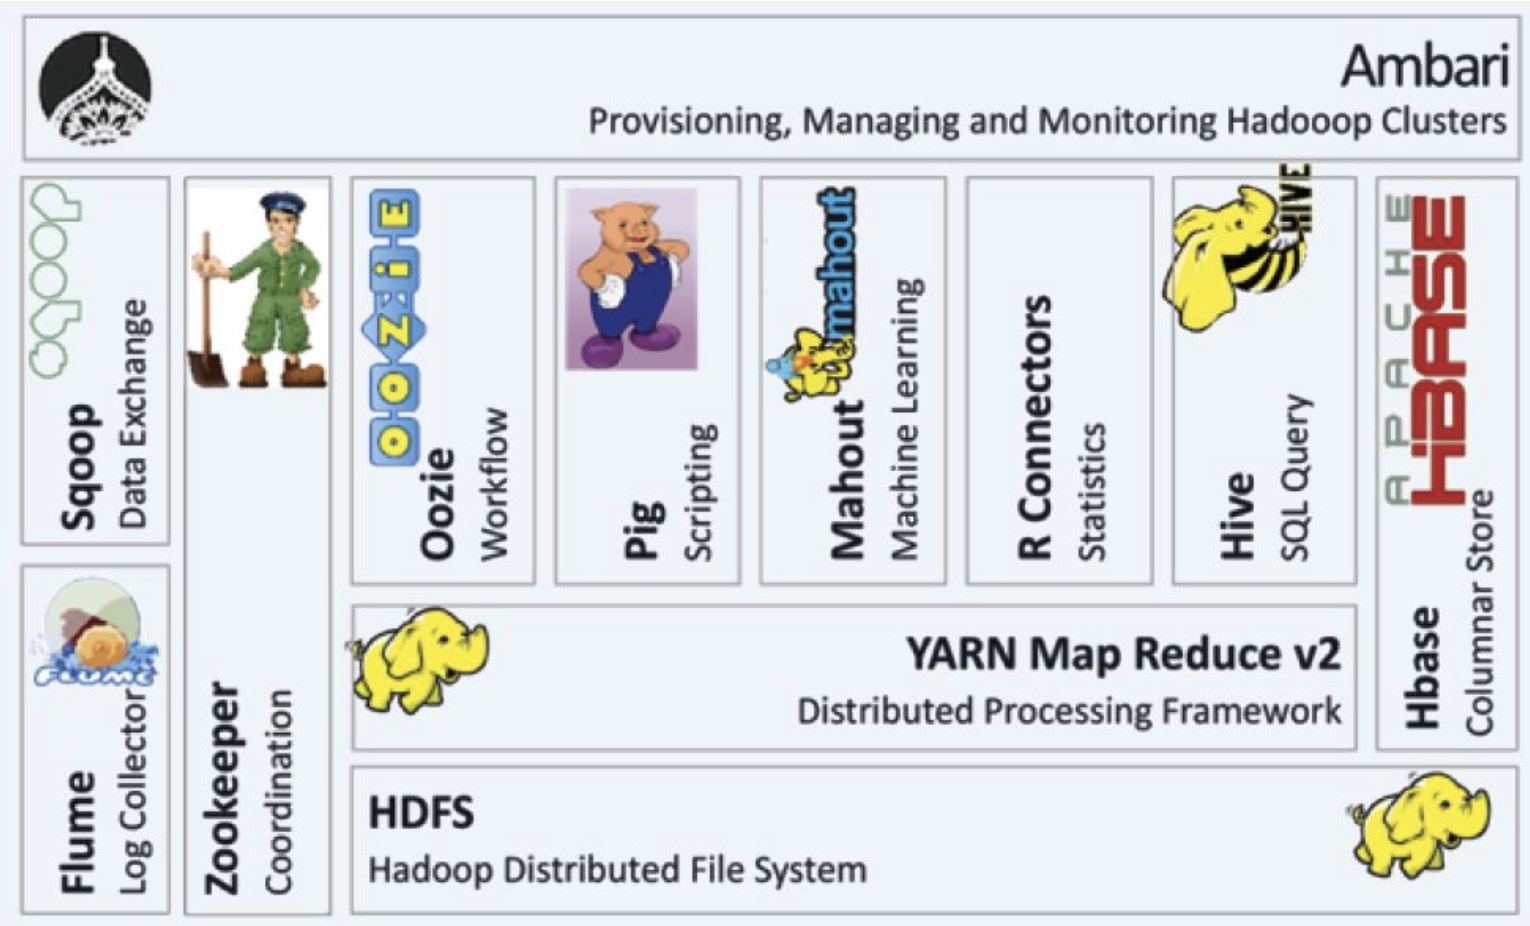 Ambari
Provisioning, Managing and Monitoring Hadooop Clusters
sqoop
Sqoop
Data Exchange
FLUME
Flume
Log Collector
Zookeeper
Coordination
OOZIE
Oozie
Workflow
Pig
Scripting
mahout
Mahout
Machine Learning
R Connectors
Statistics
HIVE
Hive
SQL Query
APACHE
HBASE
Hbase
Columnar Store
YARN Map Reduce v2
Distributed Processing Framework
HDFS
Hadoop Distributed File System